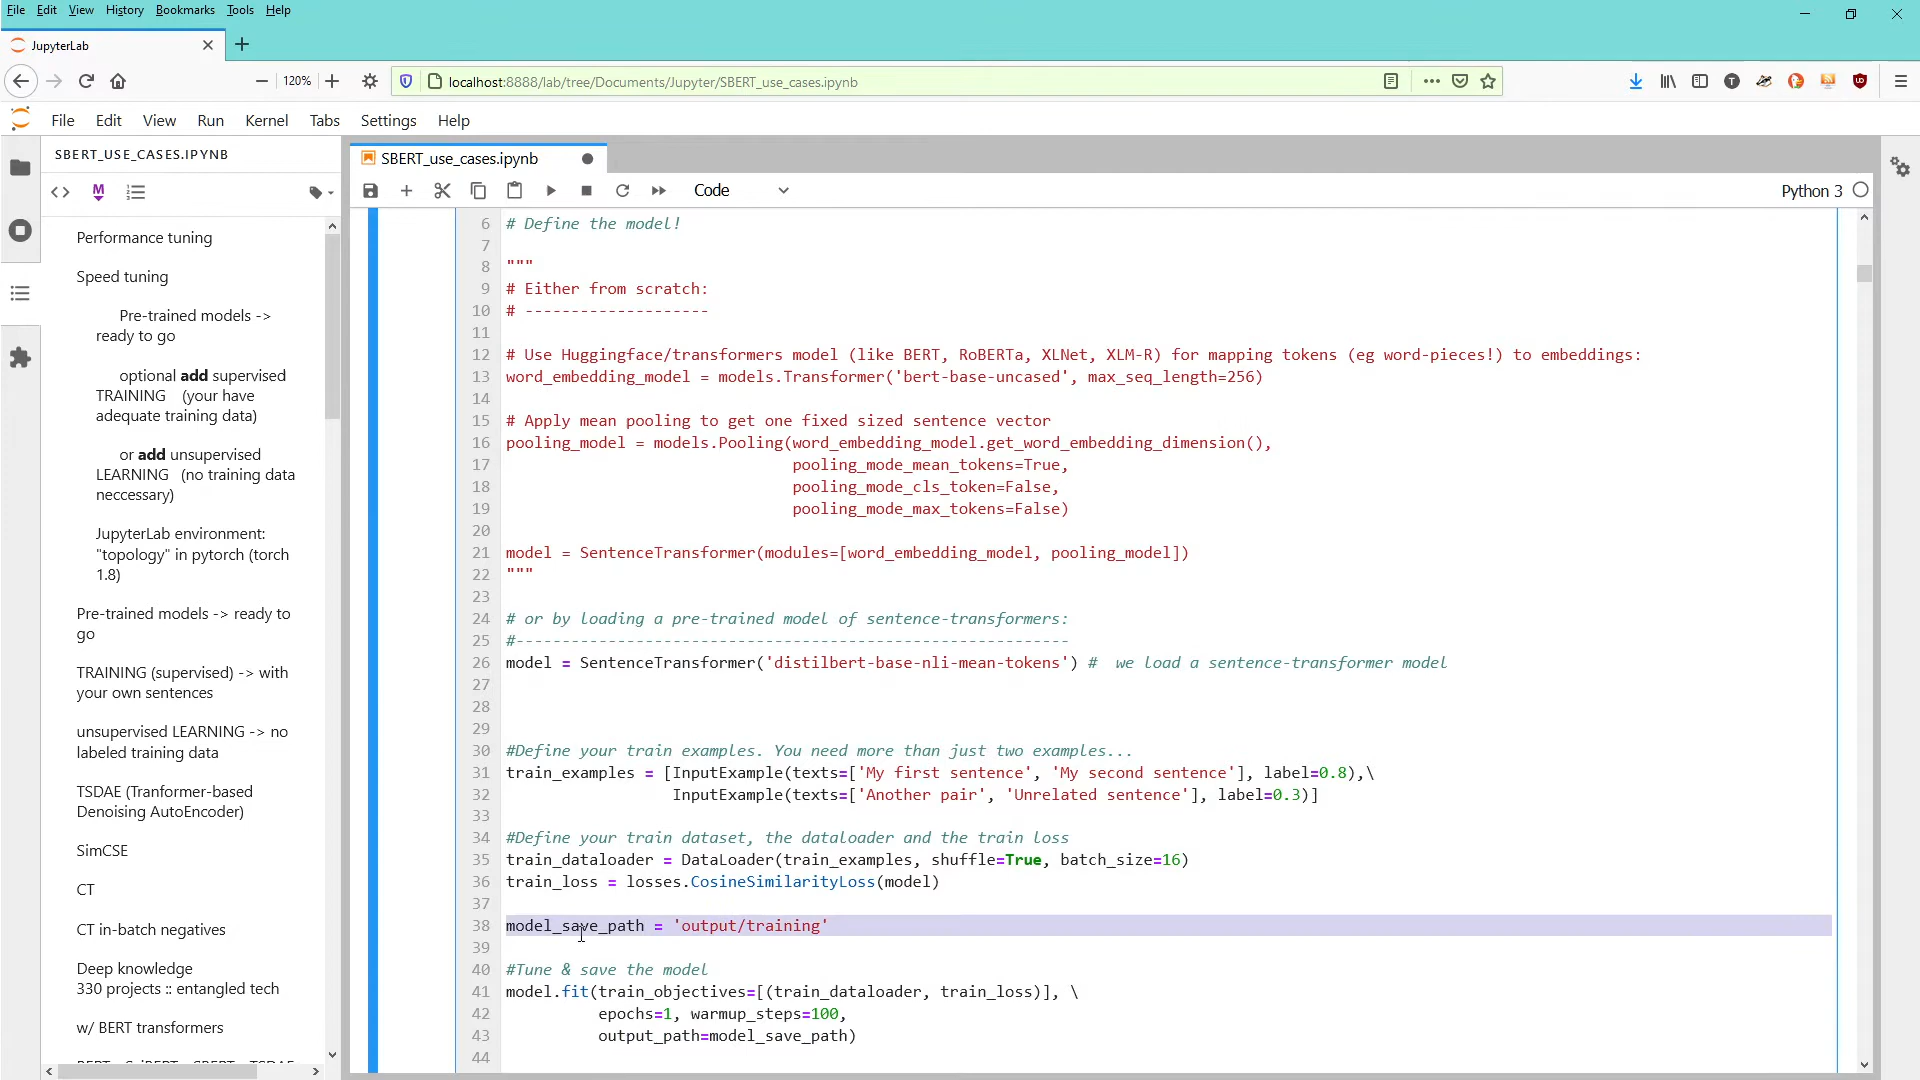 File Edit View History Bookmarks Tools Help
JupyterLab
120%
localhost:8888/lab/tree/Documents/Jupyter/SBERT_use_cases.ipynb
File Edit View Run Kernel Tabs Settings Help
SBERT_USE_CASES.IPYNB
Performance tuning
Speed tuning
Pre-trained models ->
ready to go
optional add supervised
TRAINING (your have
adequate training data)
or add unsupervised
LEARNING (no training data
neccessary)
JupyterLab environment:
"topology" in pytorch (torch
1.8)
Pre-trained models -> ready to
go
TRAINING (supervised) -> with
your own sentences
unsupervised LEARNING -> no
labeled training data
TSDAE (Tranformer-based
Denoising AutoEncoder)
SimCSE
CT
CT in-batch negatives
Deep knowledge
330 projects :: entangled tech
w/ BERT transformers
SBERT_use_cases.ipynb
Code
Python 3
6 # Define the model!
7
8 """
9 # Either from scratch:
10 # --------------------
11
12 # Use Huggingface/transformers model (like BERT, RoBERTa, XLNet, XLM-R) for mapping tokens (eg word-pieces!) to embeddings:
13 word_embedding_model = models.Transformer('bert-base-uncased', max_seq_length=256)
14
15 # Apply mean pooling to get one fixed sized sentence vector
16 pooling_model = models.Pooling(word_embedding_model.get_word_embedding_dimension(),
17 pooling_mode_mean_tokens=True,
18 pooling_mode_cls_token=False,
19 pooling_mode_max_tokens=False)
20
21 model = SentenceTransformer(modules=[word_embedding_model, pooling_model])
22 """
23
24 # or by loading a pre-trained model of sentence-transformers:
25 #------------------------------------------------------------
26 model = SentenceTransformer('distilbert-base-nli-mean-tokens') # we load a sentence-transformer model
27
28
29
30 #Define your train examples. You need more than just two examples...
31 train_examples = [InputExample(texts=['My first sentence', 'My second sentence'], label=0.8),\
32 InputExample(texts=['Another pair', 'Unrelated sentence'], label=0.3)]
33
34 #Define your train dataset, the dataloader and the train loss
35 train_dataloader = DataLoader(train_examples, shuffle=True, batch_size=16)
36 train_loss = losses.CosineSimilarityLoss(model)
37
38 model_save_path = 'output/training'
39
40 #Tune & save the model
41 model.fit(train_objectives=[(train_dataloader, train_loss)], \
42 epochs=1, warmup_steps=100,
43 output_path=model_save_path)
44